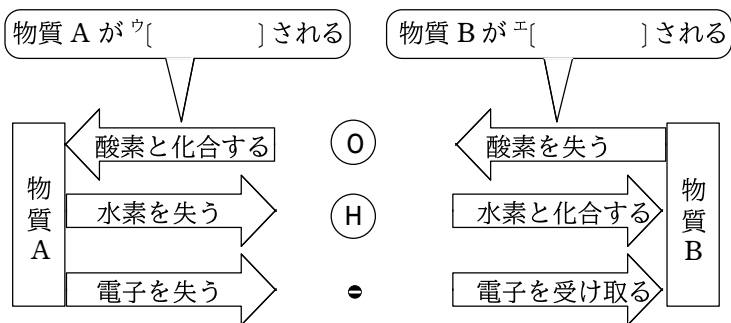 物質 A が ウ[　　　　]される
物質 B が エ[　　　　]される
酸素と化合する
O
酸素を失う
物質A
水素を失う
H
水素と化合する
物質B
電子を失う
−
電子を受け取る